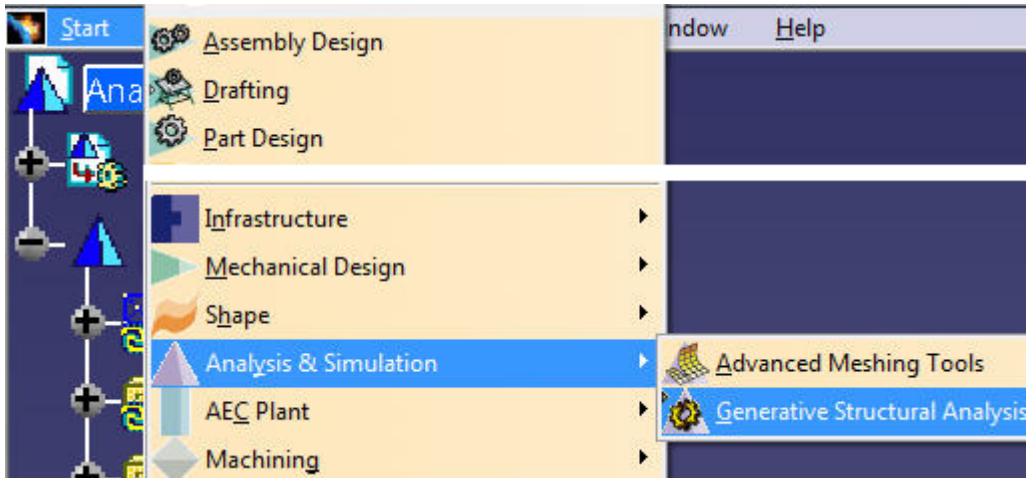 Start
ndow Help
Ana
Assembly Design
Drafting
Part Design
4
Infrastructure
Mechanical Design
Shape
Analysis & Simulation
Advanced Meshing Tools
AEC Plant
Generative Structural Analysis
Machining